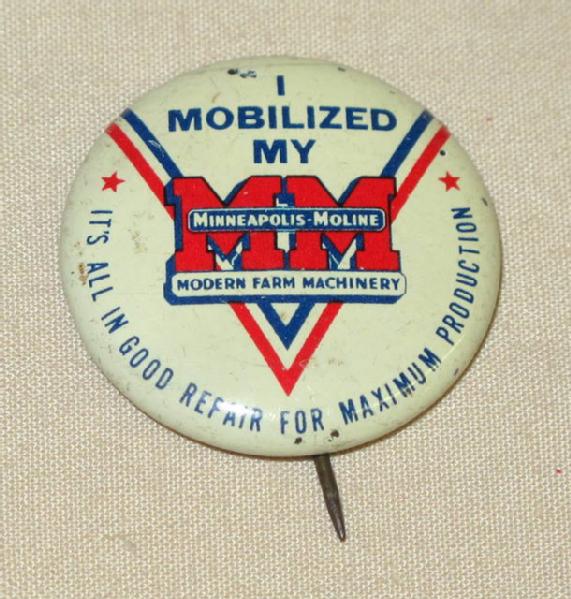 I
MOBILIZED
MY
MM
MINNEAPOLIS-MOLINE
MODERN FARM MACHINERY
IT'S ALL IN GOOD REPAIR FOR MAXIMUM PRODUCTION